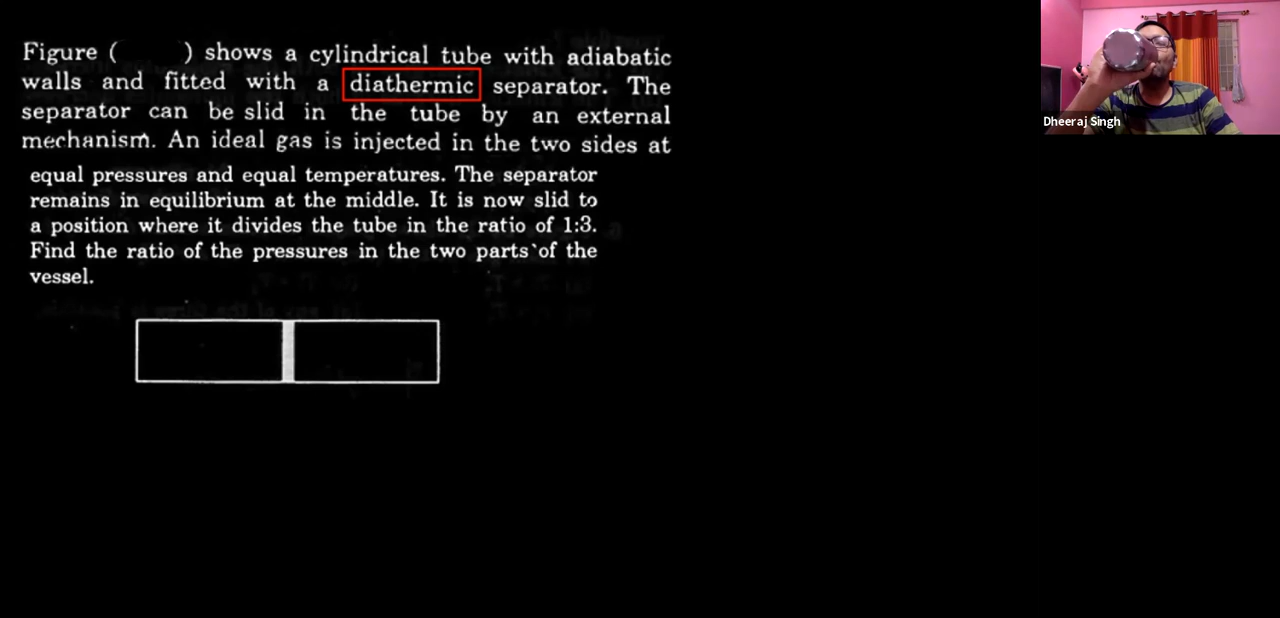 Figure ( ) shows a cylindrical tube with adiabatic
walls and fitted with a diathermic separator. The
separator can be slid in the tube by an external
mechanism. An ideal gas is injected in the two sides at
equal pressures and equal temperatures. The separator
remains in equilibrium at the middle. It is now slid to
a position where it divides the tube in the ratio of 1:3.
Find the ratio of the pressures in the two parts of the
vessel.
Dheeraj Singh